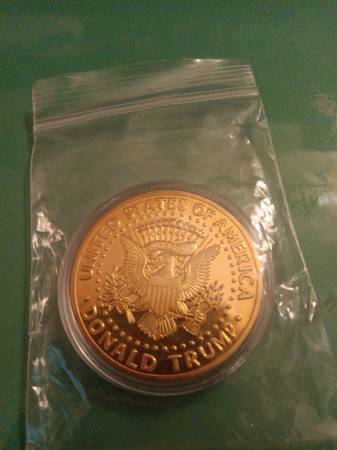 UNITED STATES OF AMERICA
• DONALD TRUMP •